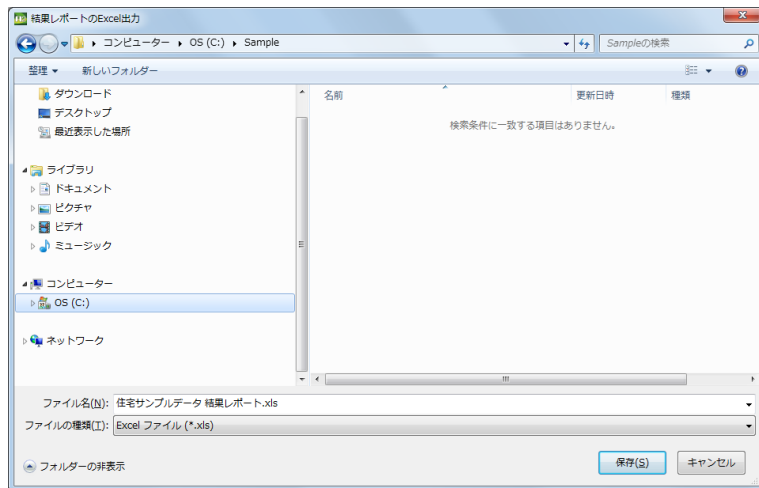 結果レポートのExcel出力
コンピューター OS (C:) Sample
Sampleの検索
整理 新しいフォルダー
ダウンロード
デスクトップ
最近表示した場所
ライブラリ
ドキュメント
ピクチャ
ビデオ
ミュージック
コンピューター
OS (C:)
ネットワーク
名前 更新日時 種類
検索条件に一致する項目はありません。
ファイル名(N): 住宅サンプルデータ 結果レポート.xls
ファイルの種類(T): Excel ファイル (*.xls)
フォルダーの非表示
保存(S) キャンセル